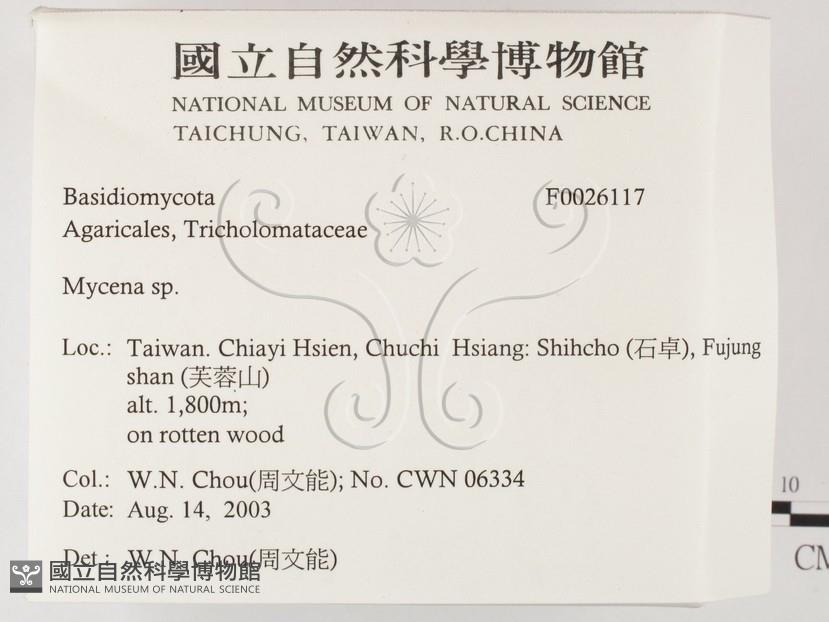 國立自然科學博物館
NATIONAL MUSEUM OF NATURAL SCIENCE
TAICHUNG, TAIWAN, R.O.CHINA
Basidiomycota F0026117
Agaricales, Tricholomataceae
Mycena sp.
Loc.: Taiwan. Chiayi Hsien, Chuchi Hsiang: Shihcho (石卓), Fujung
shan (芙蓉山)
alt. 1,800m;
on rotten wood
Col.: W.N. Chou(周文能); No. CWN 06334
Date: Aug. 14, 2003
Det.: W.N. Chou(周文能)
10
CM
國立自然科學博物館
NATIONAL MUSEUM OF NATURAL SCIENCE